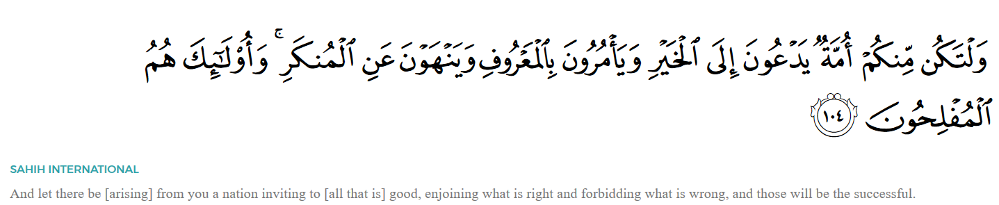 وَلْتَكُن مِّنكُمْ أُمَّةٌ يَدْعُونَ إِلَى ٱلْخَيْرِ وَيَأْمُرُونَ بِٱلْمَعْرُوفِ وَيَنْهَوْنَ عَنِ ٱلْمُنكَرِ ۚ وَأُو۟لَـٰٓئِكَ هُمُ
ٱلْمُفْلِحُونَ ١٠٤
SAHIH INTERNATIONAL
And let there be [arising] from you a nation inviting to [all that is] good, enjoining what is right and forbidding what is wrong, and those will be the successful.